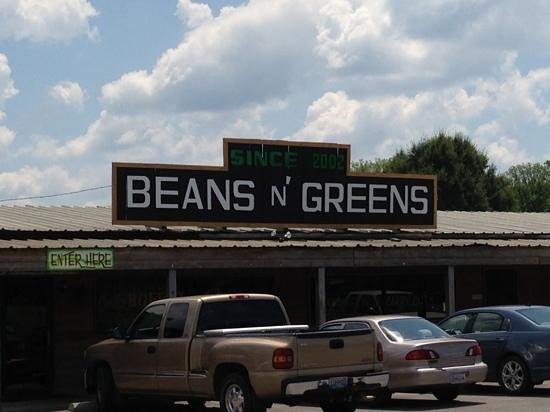 SINCE 2002
BEANS N' GREENS
ENTER HERE